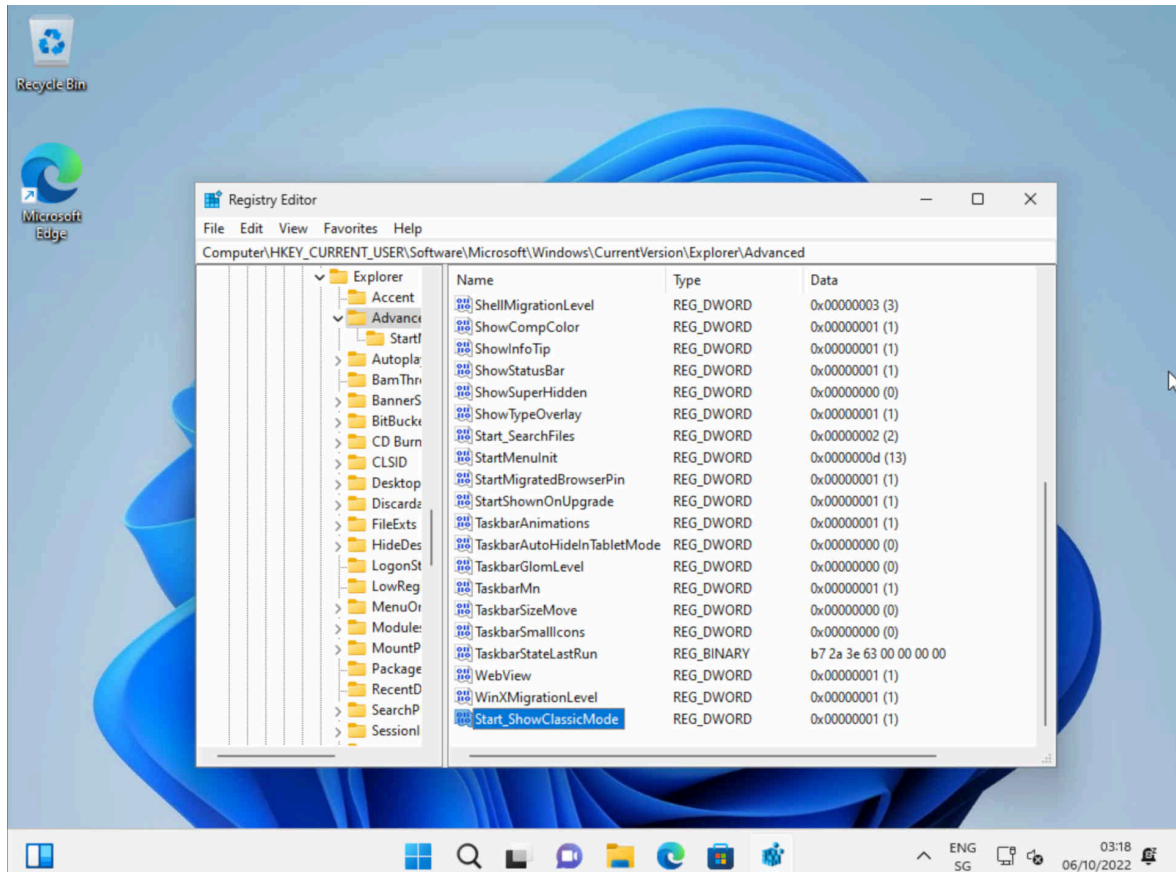 Recycle Bin
Microsoft
Edge
Registry Editor
File Edit View Favorites Help
Computer\HKEY_CURRENT_USER\Software\Microsoft\Windows\CurrentVersion\Explorer\Advanced
Explorer
Accent
Advance
Start
Autopla
BamThr
BannerS
BitBucke
CD Burn
CLSID
Desktop
Discarda
FileExts
HideDes
LogonSt
LowReg
MenuOr
Modules
MountP
Package
RecentD
SearchP
SessionI
Name Type Data
ShellMigrationLevel REG_DWORD 0x00000003 (3)
ShowCompColor REG_DWORD 0x00000001 (1)
ShowInfoTip REG_DWORD 0x00000001 (1)
ShowStatusBar REG_DWORD 0x00000001 (1)
ShowSuperHidden REG_DWORD 0x00000000 (0)
ShowTypeOverlay REG_DWORD 0x00000001 (1)
Start_SearchFiles REG_DWORD 0x00000002 (2)
StartMenuInit REG_DWORD 0x0000000d (13)
StartMigratedBrowserPin REG_DWORD 0x00000001 (1)
StartShownOnUpgrade REG_DWORD 0x00000001 (1)
TaskbarAnimations REG_DWORD 0x00000001 (1)
TaskbarAutoHideInTabletMode REG_DWORD 0x00000000 (0)
TaskbarGlomLevel REG_DWORD 0x00000000 (0)
TaskbarMn REG_DWORD 0x00000001 (1)
TaskbarSizeMove REG_DWORD 0x00000000 (0)
TaskbarSmallIcons REG_DWORD 0x00000000 (0)
TaskbarStateLastRun REG_BINARY b7 2a 3e 63 00 00 00 00
WebView REG_DWORD 0x00000001 (1)
WinXMigrationLevel REG_DWORD 0x00000001 (1)
Start_ShowClassicMode REG_DWORD 0x00000001 (1)
ENG
SG
03:18
06/10/2022